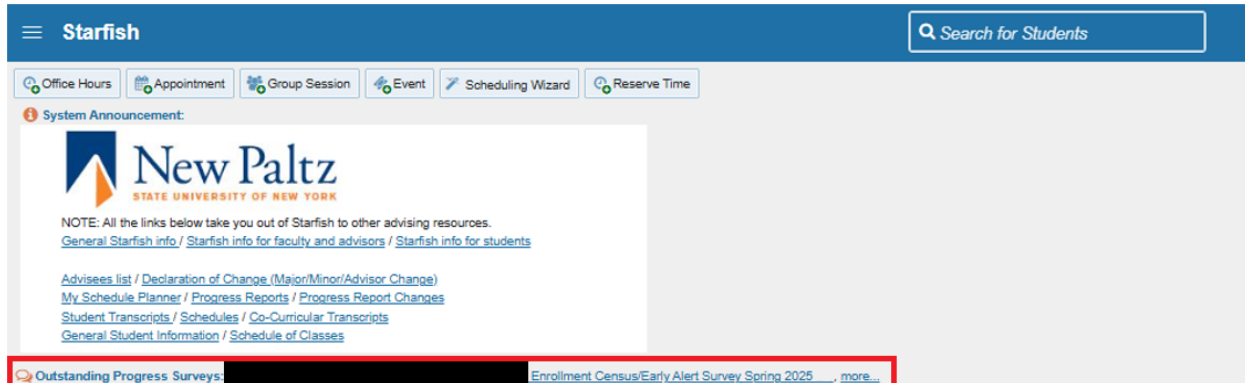 Starfish
Search for Students
Office Hours Appointment Group Session Event Scheduling Wizard Reserve Time
System Announcement:
New Paltz
STATE UNIVERSITY OF NEW YORK
NOTE: All the links below take you out of Starfish to other advising resources.
General Starfish info / Starfish info for faculty and advisors / Starfish info for students
Advisees list / Declaration of Change (Major/Minor/Advisor Change)
My Schedule Planner / Progress Reports / Progress Report Changes
Student Transcripts / Schedules / Co-Curricular Transcripts
General Student Information / Schedule of Classes
Outstanding Progress Surveys: Enrollment Census/Early Alert Survey Spring 2025 , more...